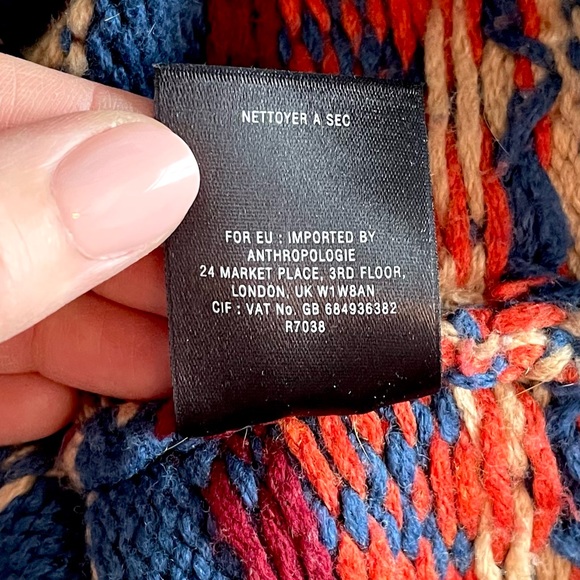 NETTOYER A SEC
FOR EU : IMPORTED BY
ANTHROPOLOGIE
24 MARKET PLACE, 3RD FLOOR,
LONDON, UK W1W8AN
CIF : VAT No. GB 684936382
R7038